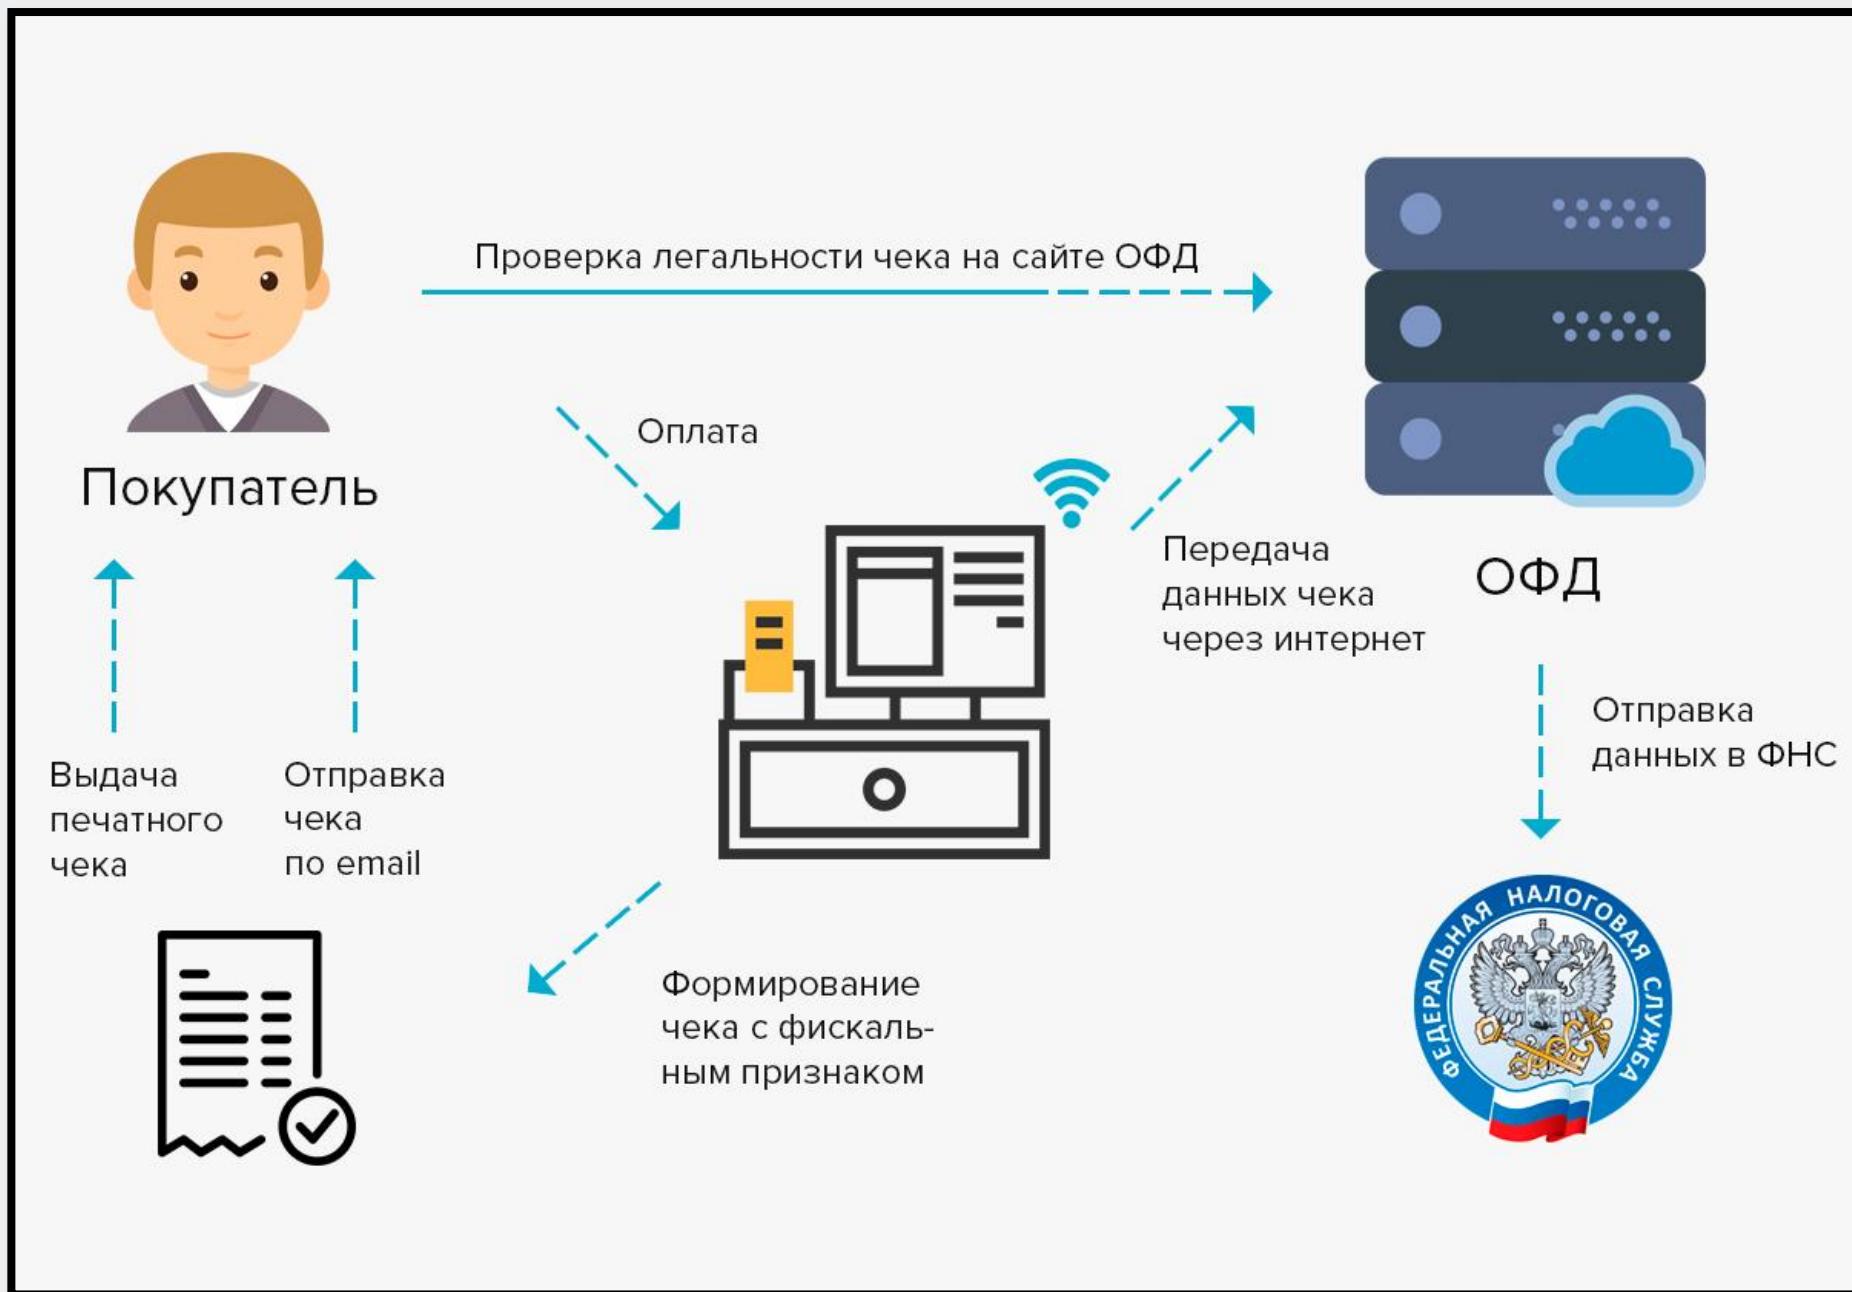 Проверка легальности чека на сайте ОФД
Оплата
Покупатель
Передача
данных чека
через интернет
ОФД
Отправка
данных в ФНС
Выдача
печатного
чека
Отправка
чека
по email
Формирование
чека с фискаль-
ным признаком
ФЕДЕРАЛЬНАЯ НАЛОГОВАЯ СЛУЖБА